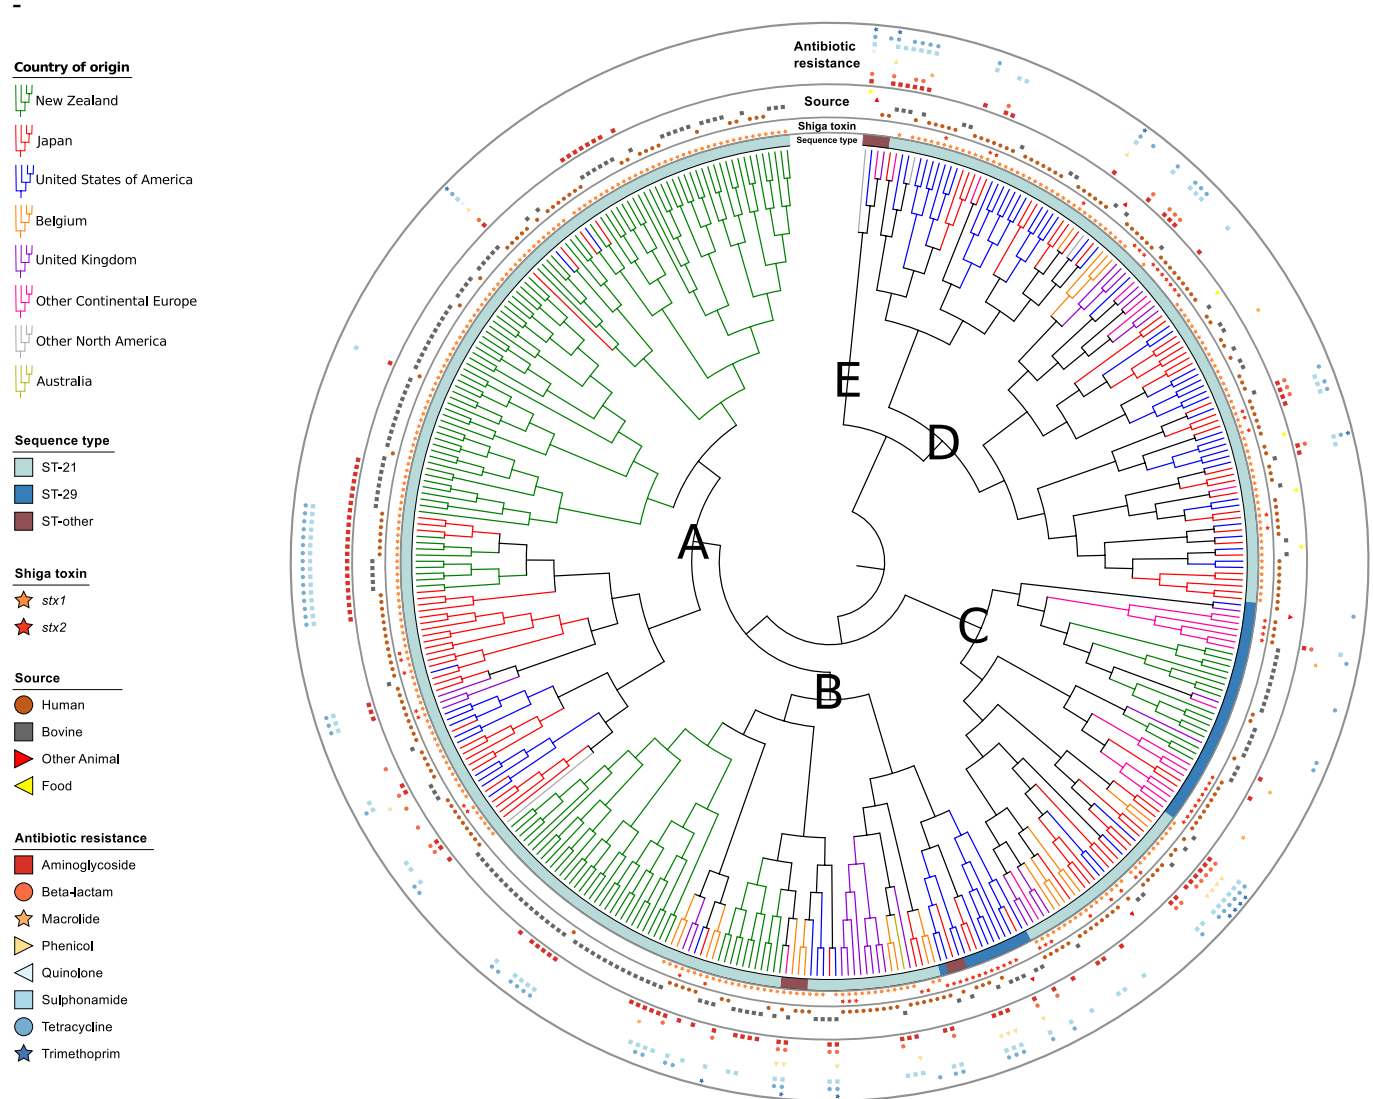 Country of origin
New Zealand
Japan
United States of America
Belgium
United Kingdom
Other Continental Europe
Other North America
Australia
Sequence type
ST-21
ST-29
ST-other
Shiga toxin
stx1
stx2
Source
Human
Bovine
Other Animal
Food
Antibiotic resistance
Aminoglycoside
Beta-lactam
Macrolide
Phenicol
Quinolone
Sulphonamide
Tetracycline
Trimethoprim
Antibiotic
resistance
Source
Shiga toxin
Sequence type
E
D
A
C
B